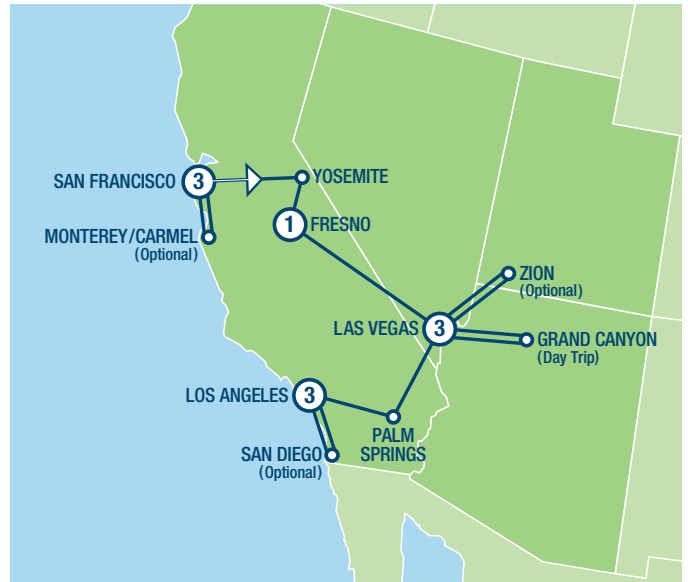 SAN FRANCISCO
3
YOSEMITE
1
FRESNO
MONTEREY/CARMEL
(Optional)
ZION
(Optional)
LAS VEGAS
3
GRAND CANYON
(Day Trip)
LOS ANGELES
3
PALM
SPRINGS
SAN DIEGO
(Optional)